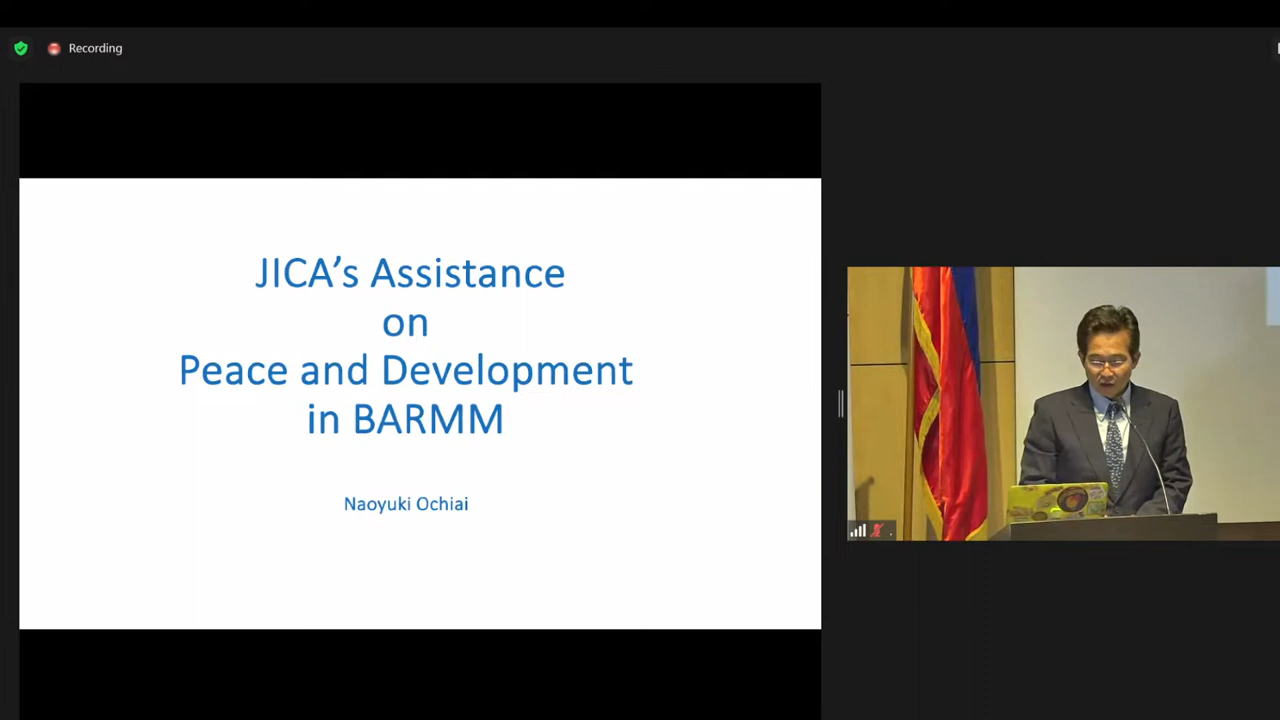 Recording
JICA's Assistance
on
Peace and Development
in BARMM
Naoyuki Ochiai